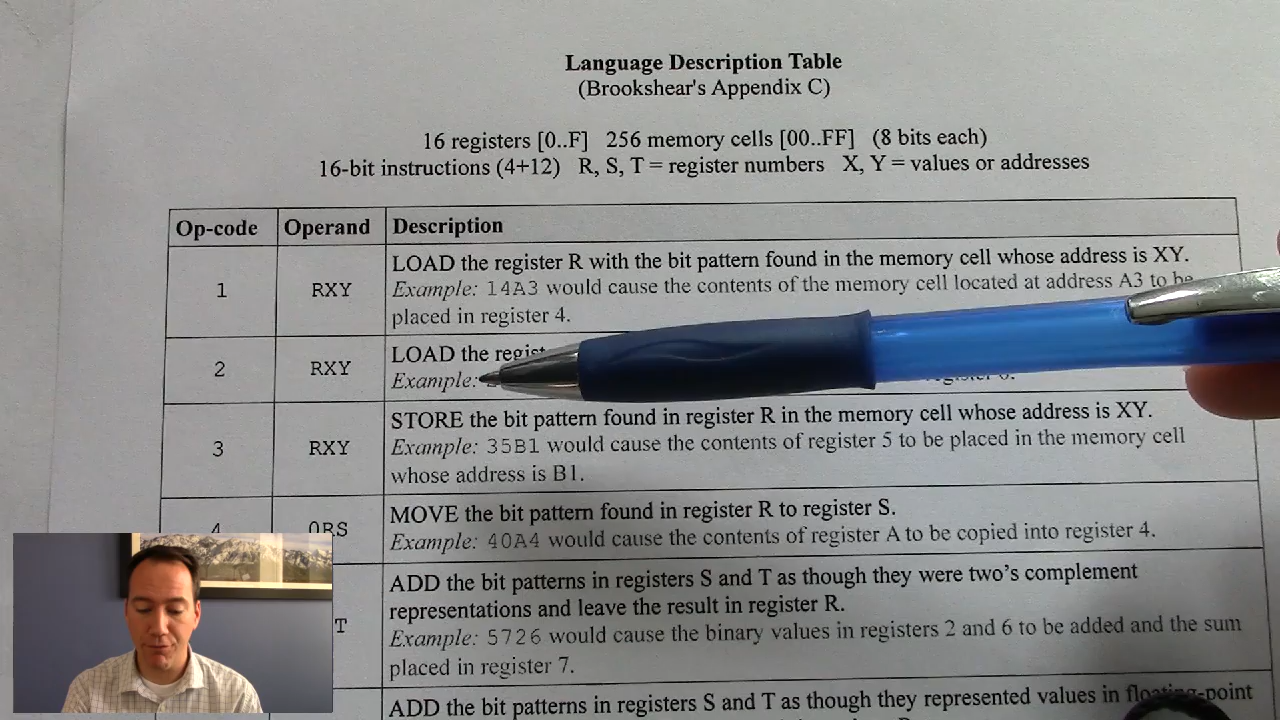 Language Description Table
(Brookshear's Appendix C)
16 registers [0..F] 256 memory cells [00..FF] (8 bits each)
16-bit instructions (4+12) R, S, T = register numbers X, Y = values or addresses
Op-code Operand Description
1 RXY LOAD the register R with the bit pattern found in the memory cell whose address is XY.
Example: 14A3 would cause the contents of the memory cell located at address A3 to be
placed in register 4.
2 RXY LOAD the
Example:
3 RXY STORE the bit pattern found in register R in the memory cell whose address is XY.
Example: 35B1 would cause the contents of register 5 to be placed in the memory cell
whose address is B1.
4 0RS MOVE the bit pattern found in register R to register S.
Example: 40A4 would cause the contents of register A to be copied into register 4.
ADD the bit patterns in registers S and T as though they were two's complement
representations and leave the result in register R.
Example: 5726 would cause the binary values in registers 2 and 6 to be added and the sum
placed in register 7.
ADD the bit patterns in registers S and T as though they represented values in floating-point